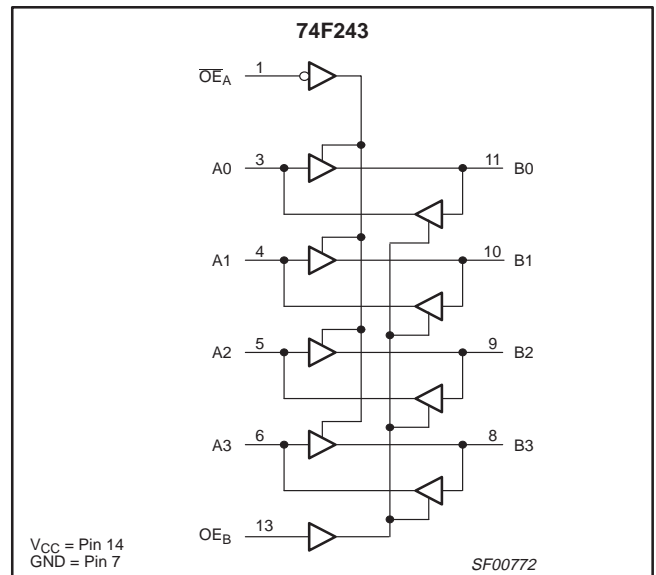 74F243
OEA 1
A0 3 11 B0
A1 4 10 B1
A2 5 9 B2
A3 6 8 B3
OEB 13
VCC = Pin 14
GND = Pin 7
SF00772